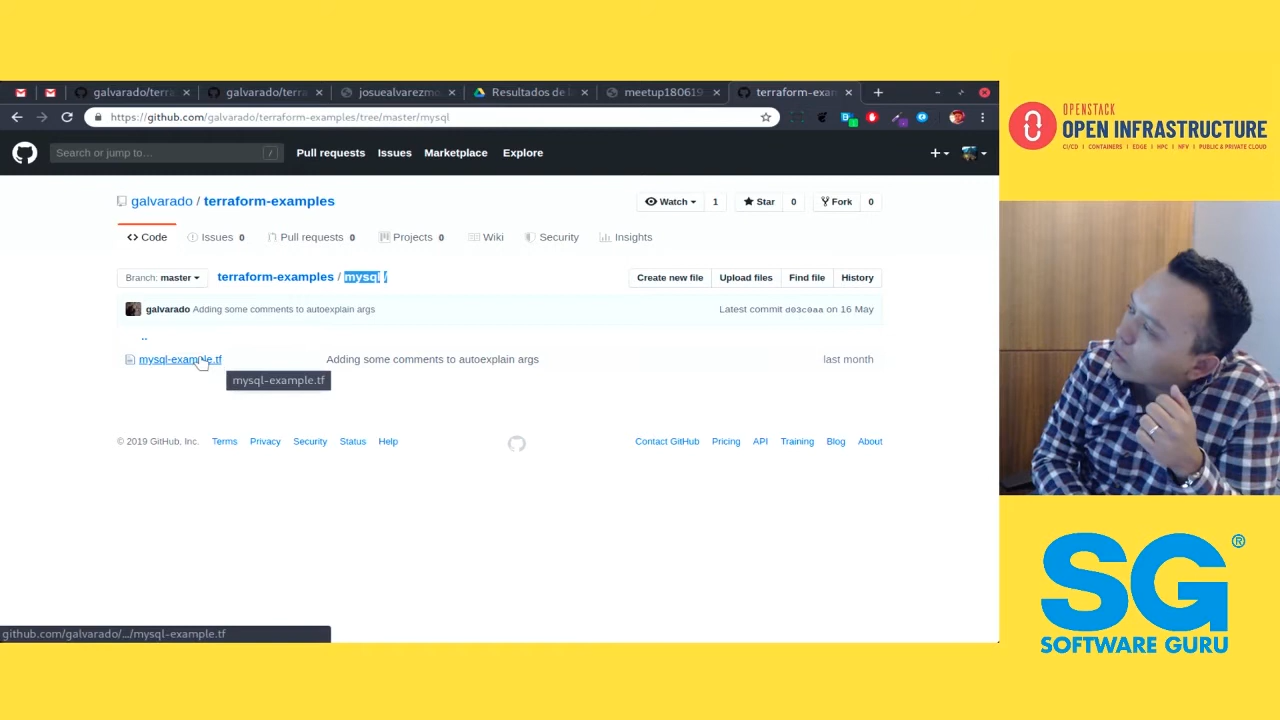 galvarado/terra
galvarado/terra
josuealvarezmo.
Resultados de la
meetup180619
terraform-exam
https://github.com/galvarado/terraform-examples/tree/master/mysql
Search or jump to… /
Pull requests Issues Marketplace Explore
galvarado / terraform-examples
Watch 1 Star 0 Fork 0
Code Issues 0 Pull requests 0 Projects 0 Wiki Security Insights
Branch: master terraform-examples / mysql /
Create new file Upload files Find file History
galvarado Adding some comments to autoexplain args
Latest commit d03c0aa on 16 May
..
mysql-example.tf Adding some comments to autoexplain args last month
mysql-example.tf
© 2019 GitHub, Inc. Terms Privacy Security Status Help
Contact GitHub Pricing API Training Blog About
github.com/galvarado/.../mysql-example.tf
OPENSTACK
OPEN INFRASTRUCTURE
CI/CD | CONTAINERS | EDGE | HPC | NFV | PUBLIC & PRIVATE CLOUD
SG®
SOFTWARE GURU